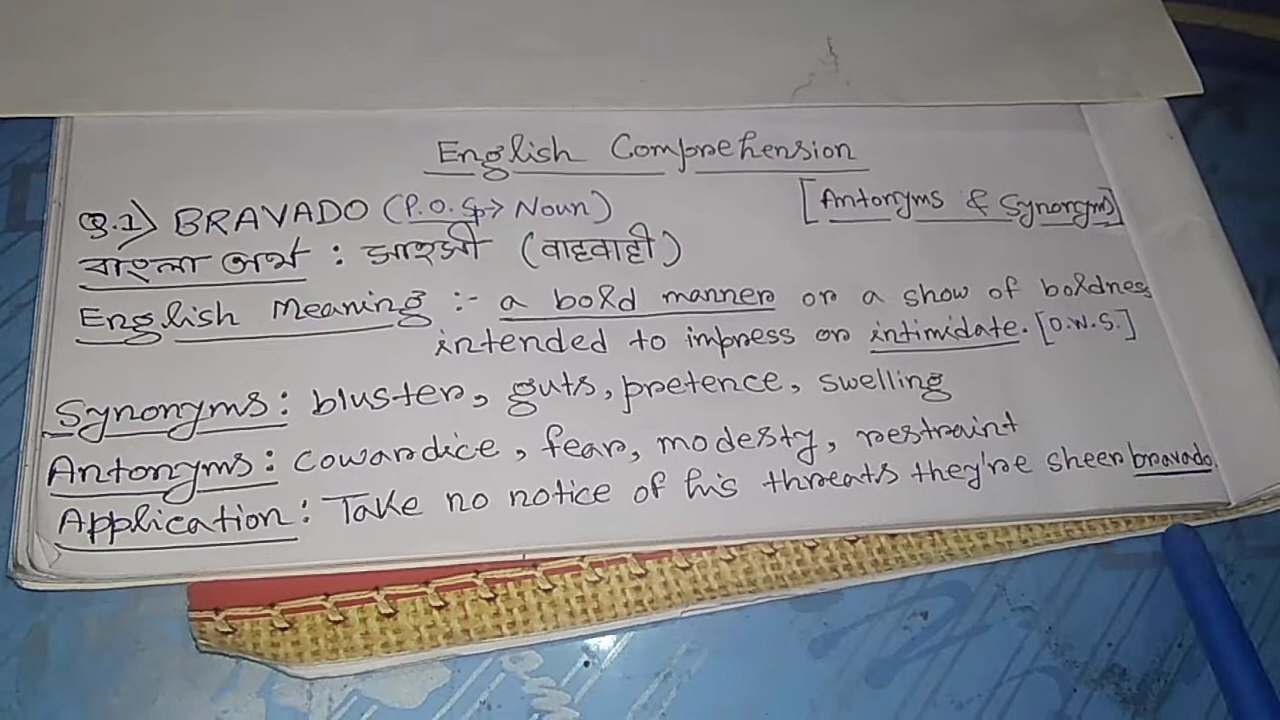 English Comprehension
[Antonyms & Synonyms]
Q.1) BRAVADO (P.O.Sp→ Noun)
বাংলা অর্থ : সাহসী (वाहवाही)
English Meaning :- a bold manner or a show of boldness
intended to impress or intimidate. [O.W.S.]
Synonyms: bluster, guts, pretence, swelling
Antonyms: cowardice, fear, modesty, restraint
Application: Take no notice of his threats they're sheer bravado.